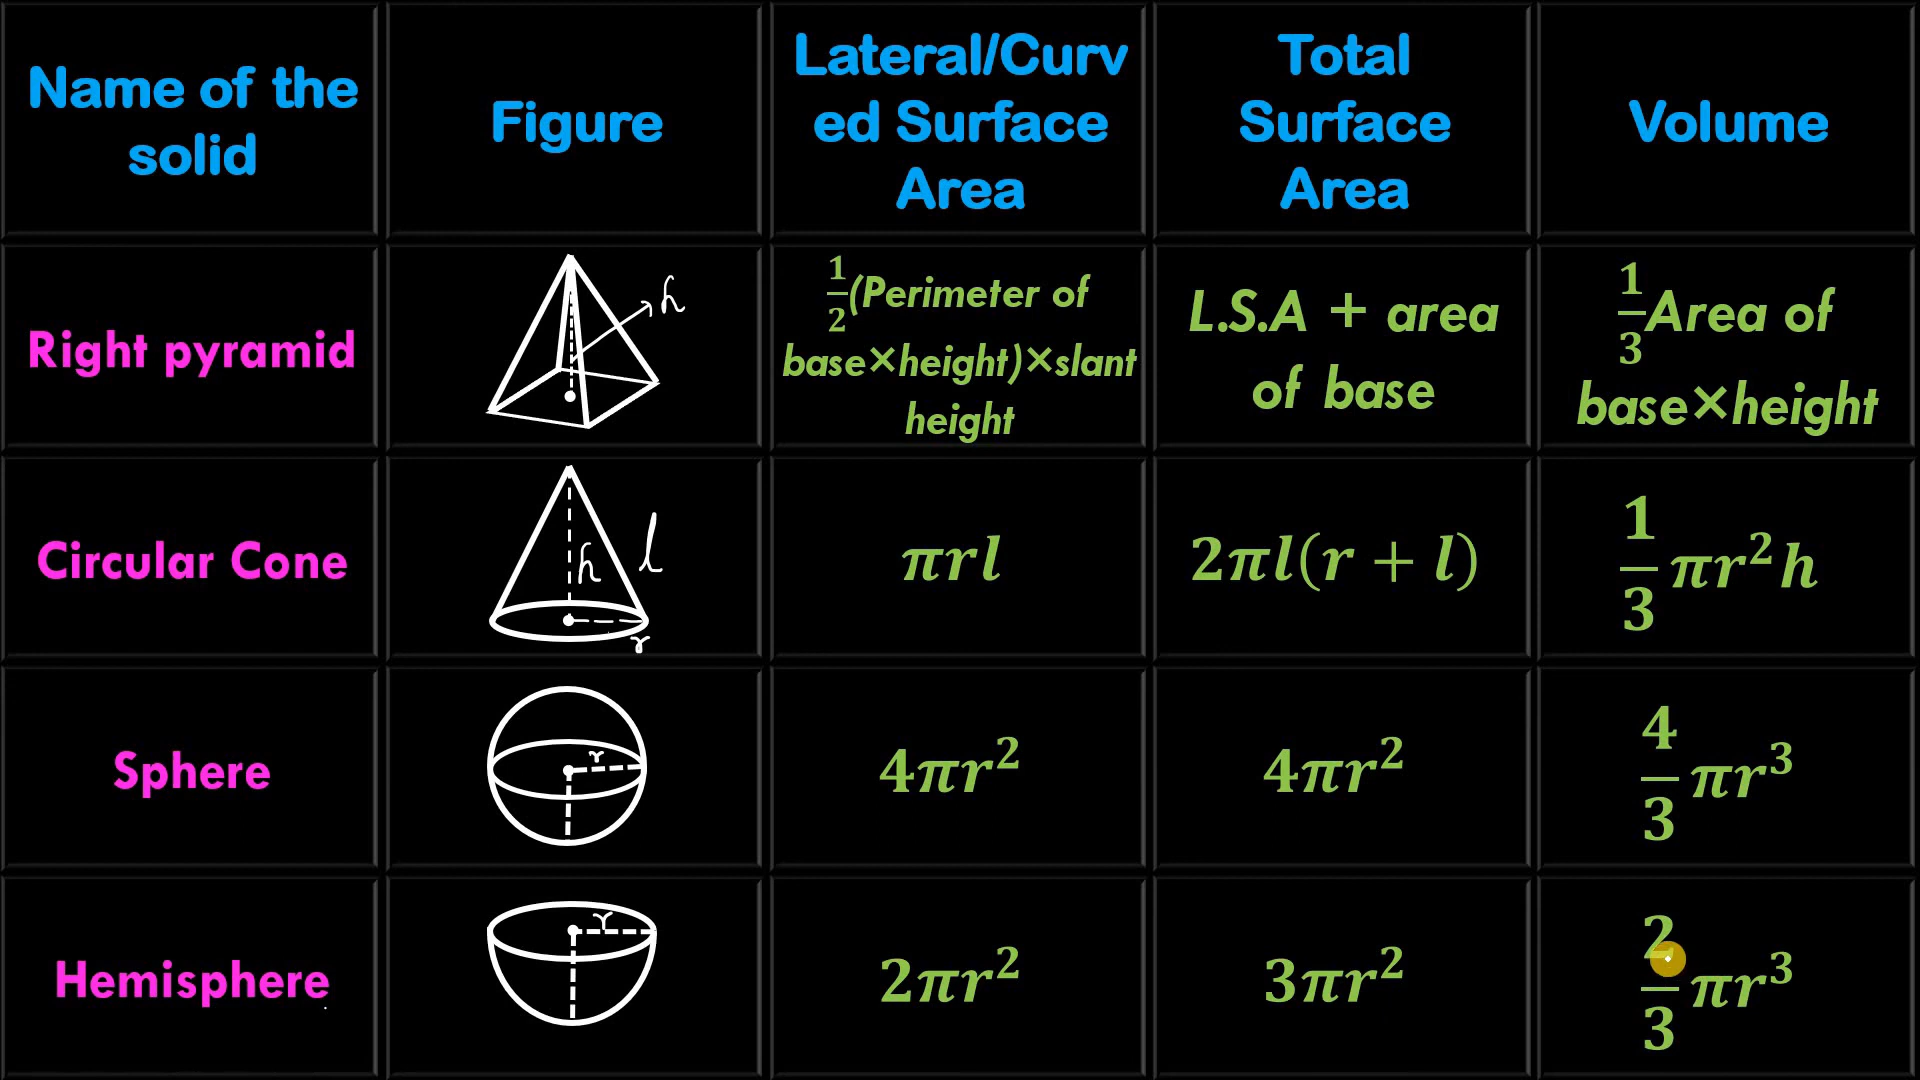 Name of the
solid
Figure
Lateral/Curv
ed Surface
Area
Total
Surface
Area
Volume
Right pyramid
h
1/2(Perimeter of
base×height)×slant
height
L.S.A + area
of base
1/3Area of
base×height
Circular Cone
h
l
r
πrl
2πl(r + l)
1/3 πr²h
Sphere
r
4πr²
4πr²
4/3 πr³
Hemisphere
r
2πr²
3πr²
2/3 πr³